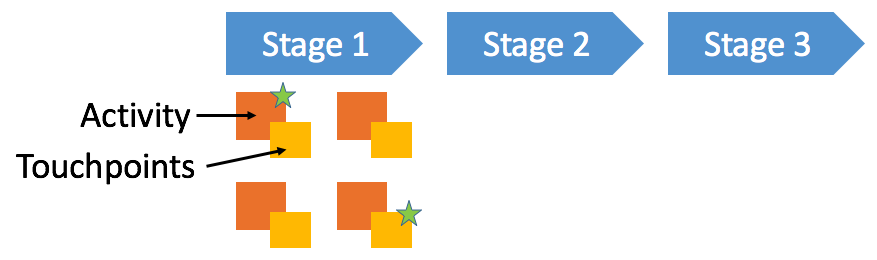 Stage 1
Stage 2
Stage 3
Activity
Touchpoints